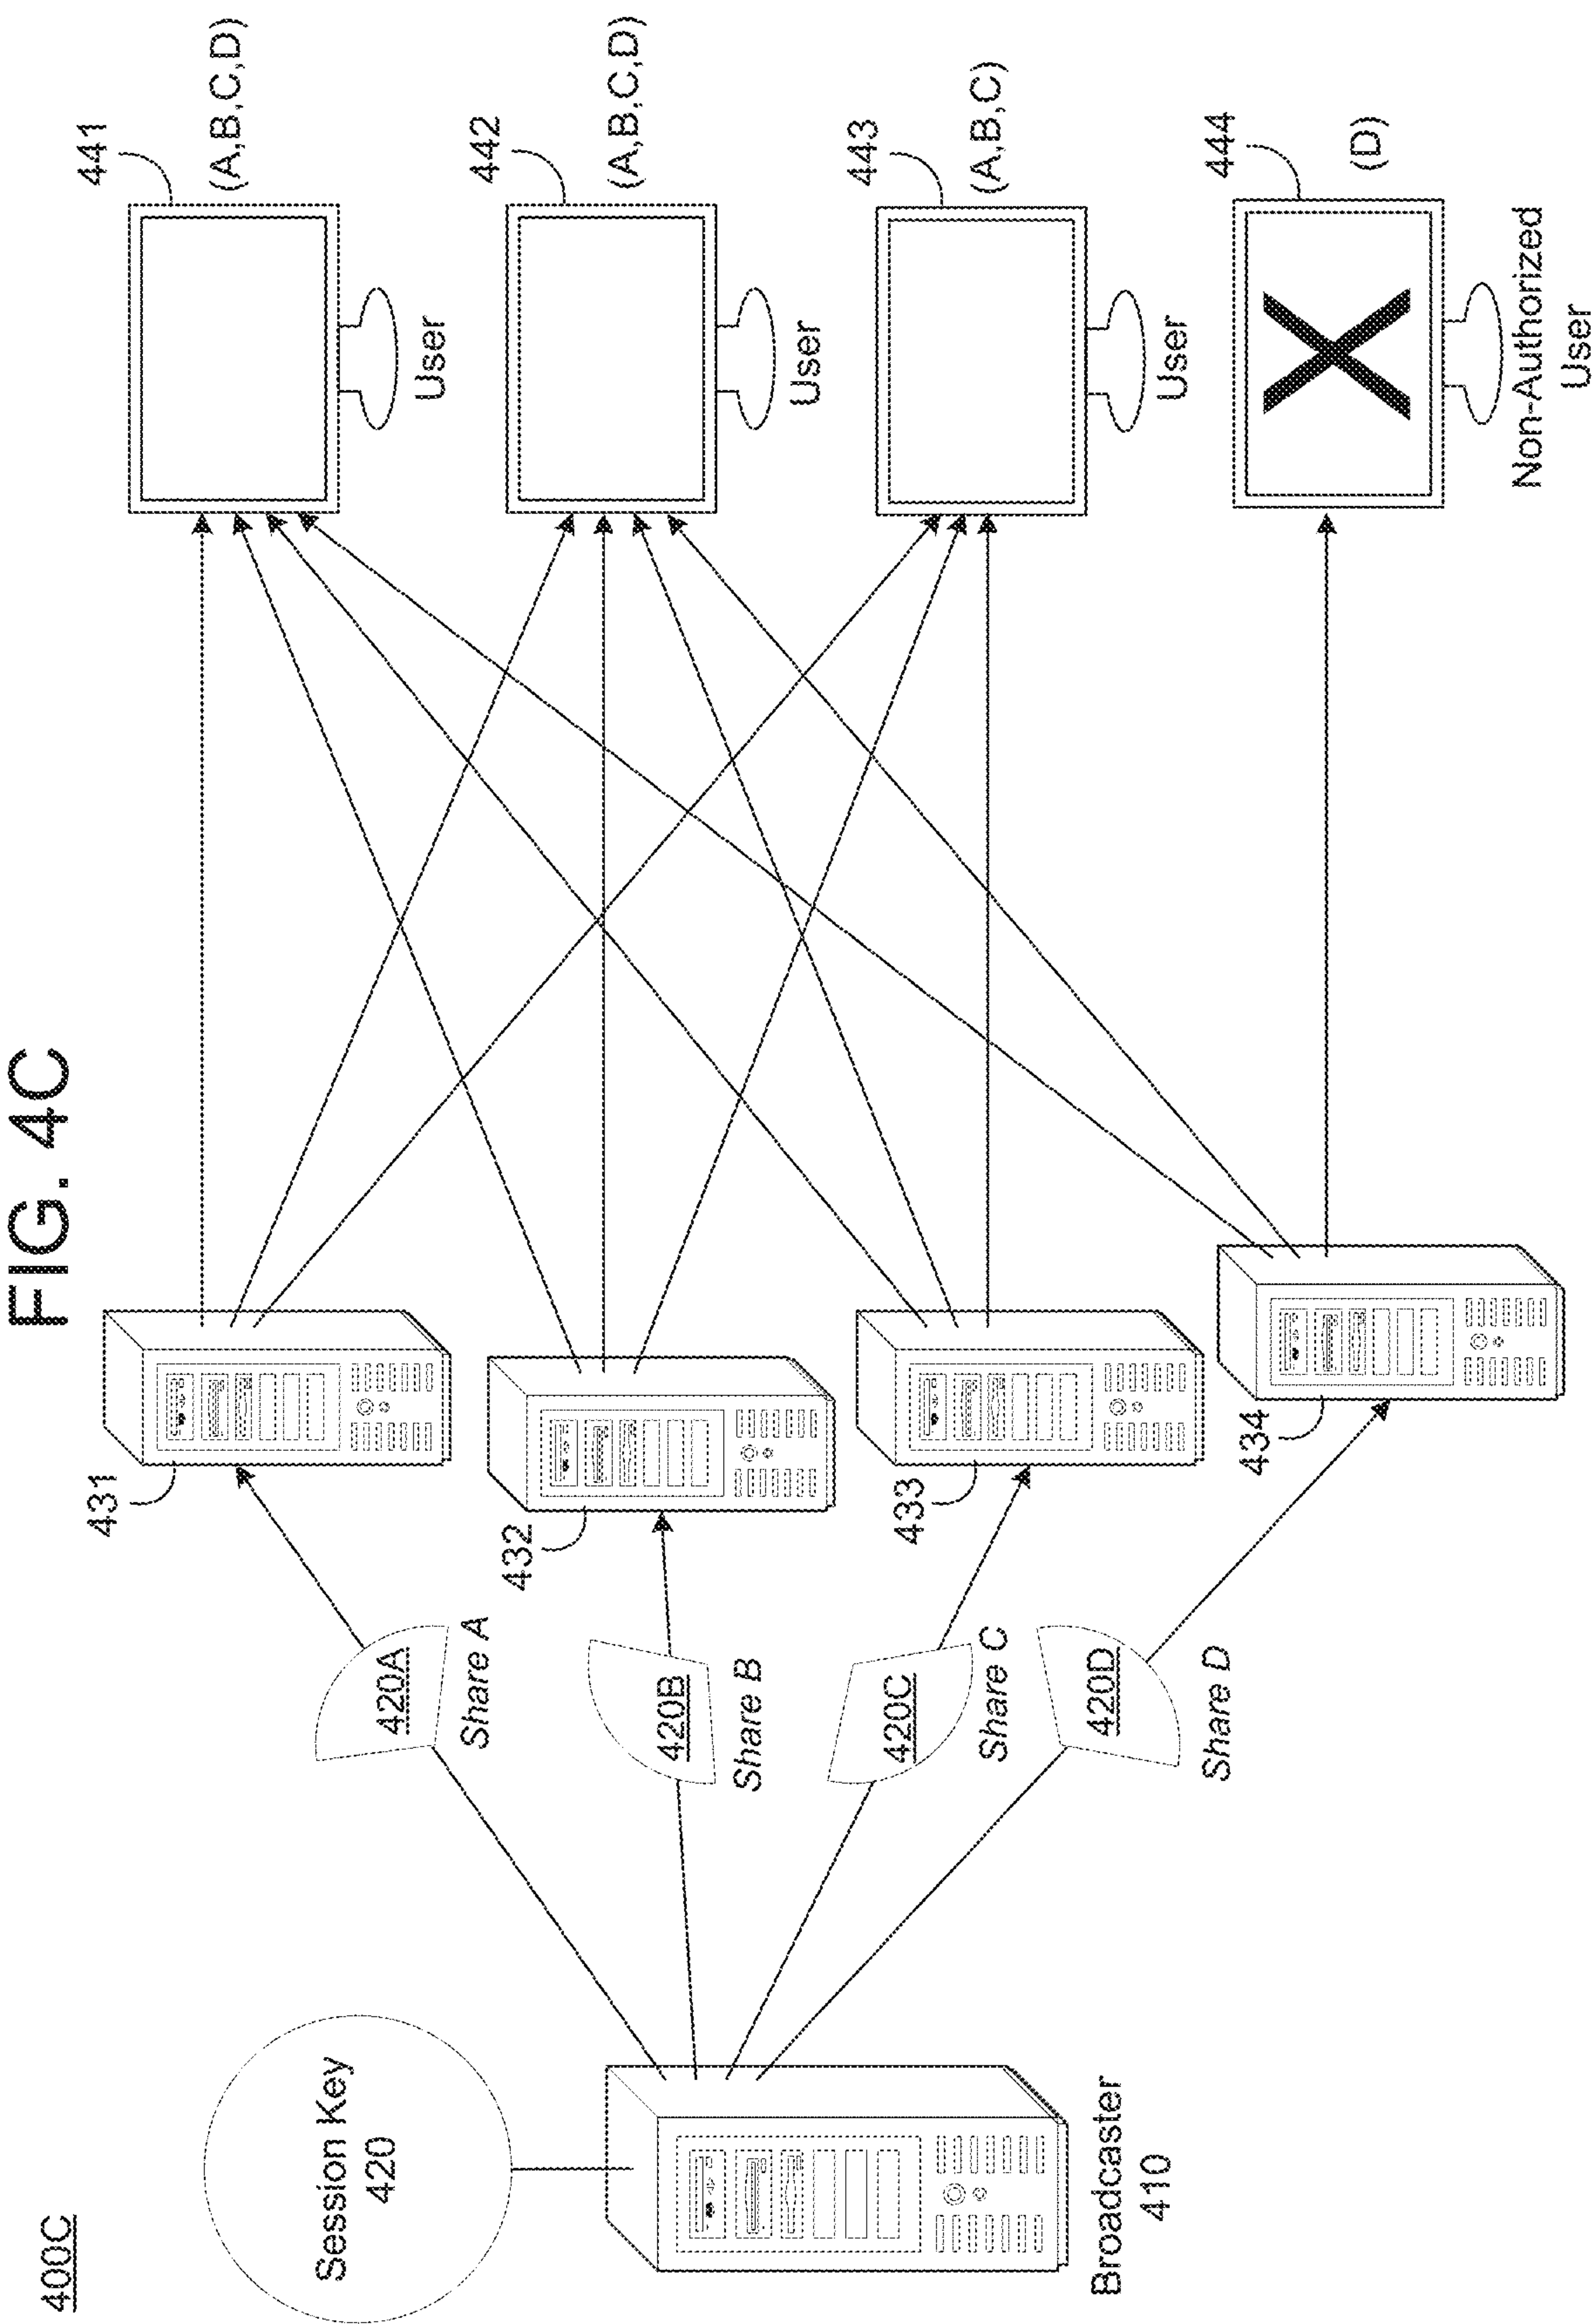 FIG. 4C
400C
Session Key
420
Broadcaster
410
420A
Share A
420B
Share B
420C
Share C
420D
Share D
431
432
433
434
441
(A,B,C,D)
User
442
(A,B,C,D)
User
443
(A,B,C)
User
444
(D)
Non-Authorized
User